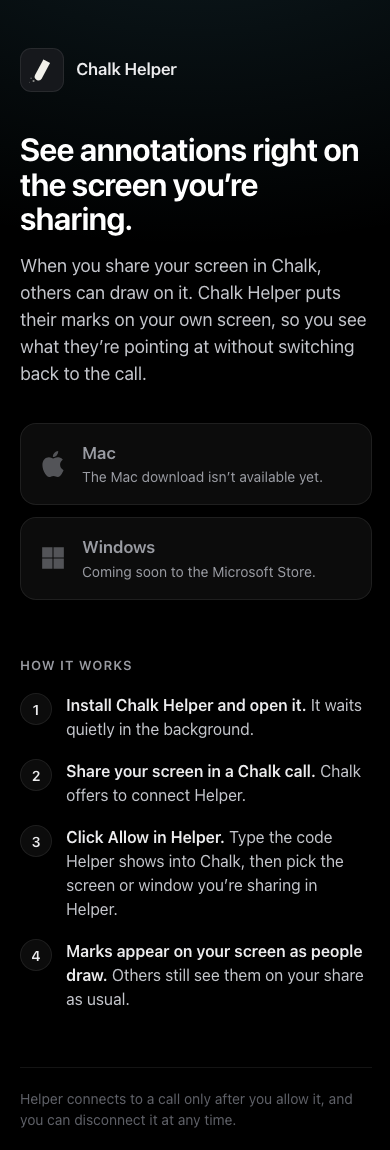 Chalk Helper
See annotations right on
the screen you’re
sharing.
When you share your screen in Chalk,
others can draw on it. Chalk Helper puts
their marks on your own screen, so you see
what they’re pointing at without switching
back to the call.
Mac
The Mac download isn’t available yet.
Windows
Coming soon to the Microsoft Store.
HOW IT WORKS
1 Install Chalk Helper and open it. It waits
quietly in the background.
2 Share your screen in a Chalk call. Chalk
offers to connect Helper.
3 Click Allow in Helper. Type the code
Helper shows into Chalk, then pick the
screen or window you’re sharing in
Helper.
4 Marks appear on your screen as people
draw. Others still see them on your share
as usual.
Helper connects to a call only after you allow it, and
you can disconnect it at any time.